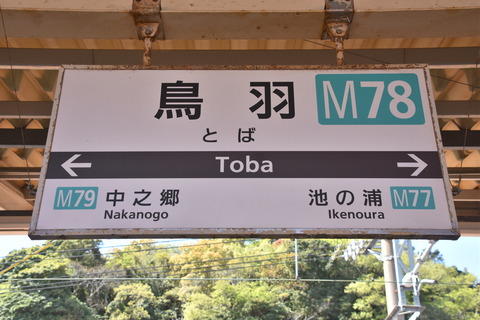 鳥羽 M78
とば
← Toba →
M79 中之郷 池の浦 M77
Nakanogo Ikenoura